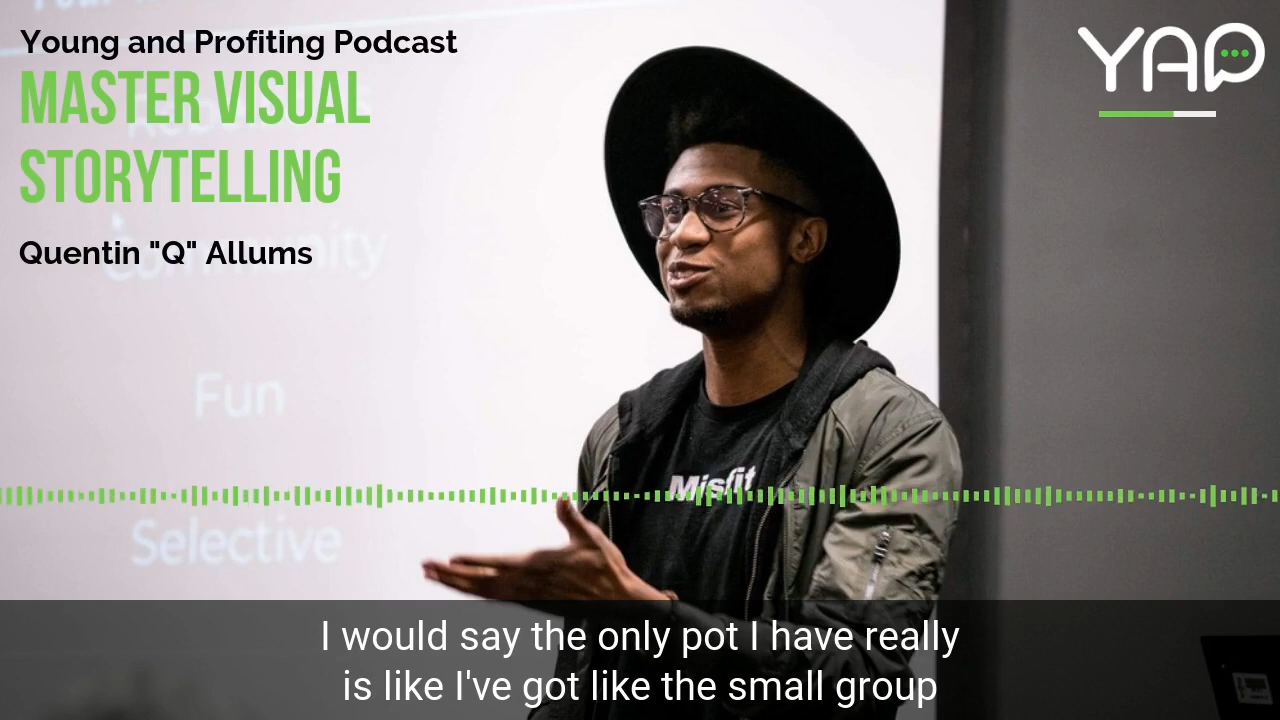 Young and Profiting Podcast
YAP
MASTER VISUAL
STORYTELLING
Quentin "Q" Allums
Fun
Misfit
Selective
I would say the only pot I have really
is like I've got like the small group